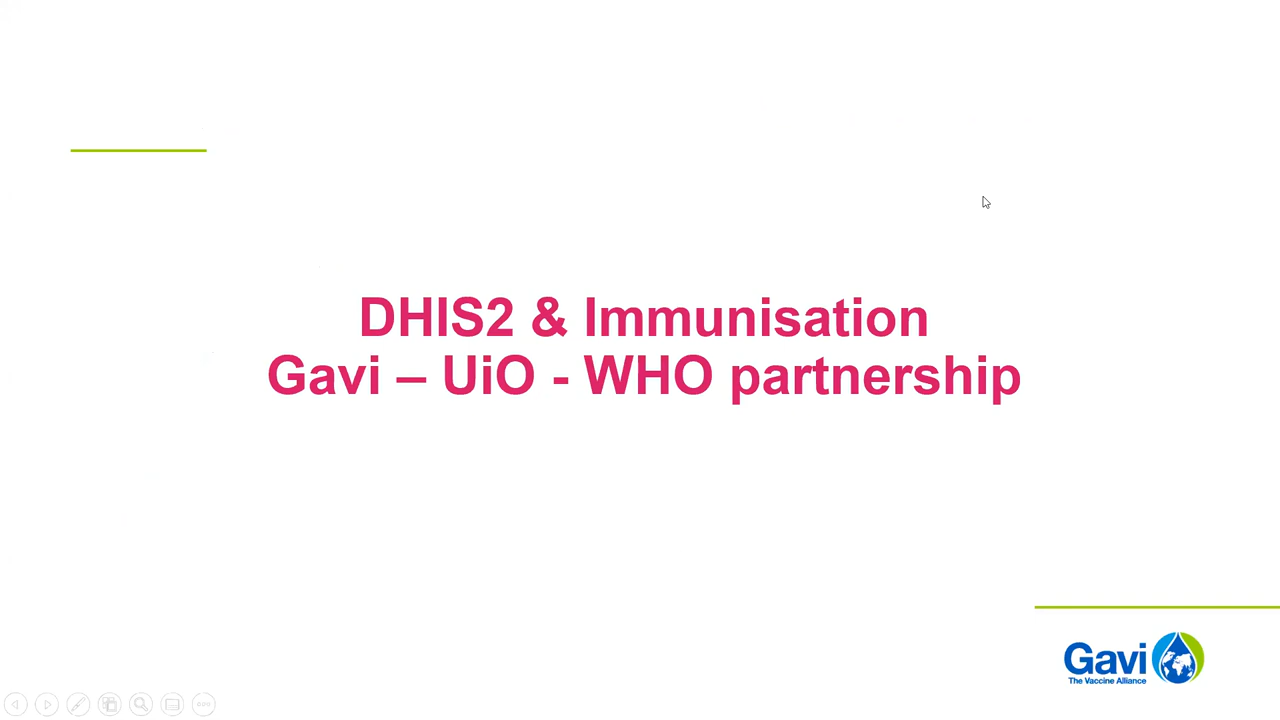 DHIS2 & Immunisation
Gavi – UiO - WHO partnership
Gavi
The Vaccine Alliance